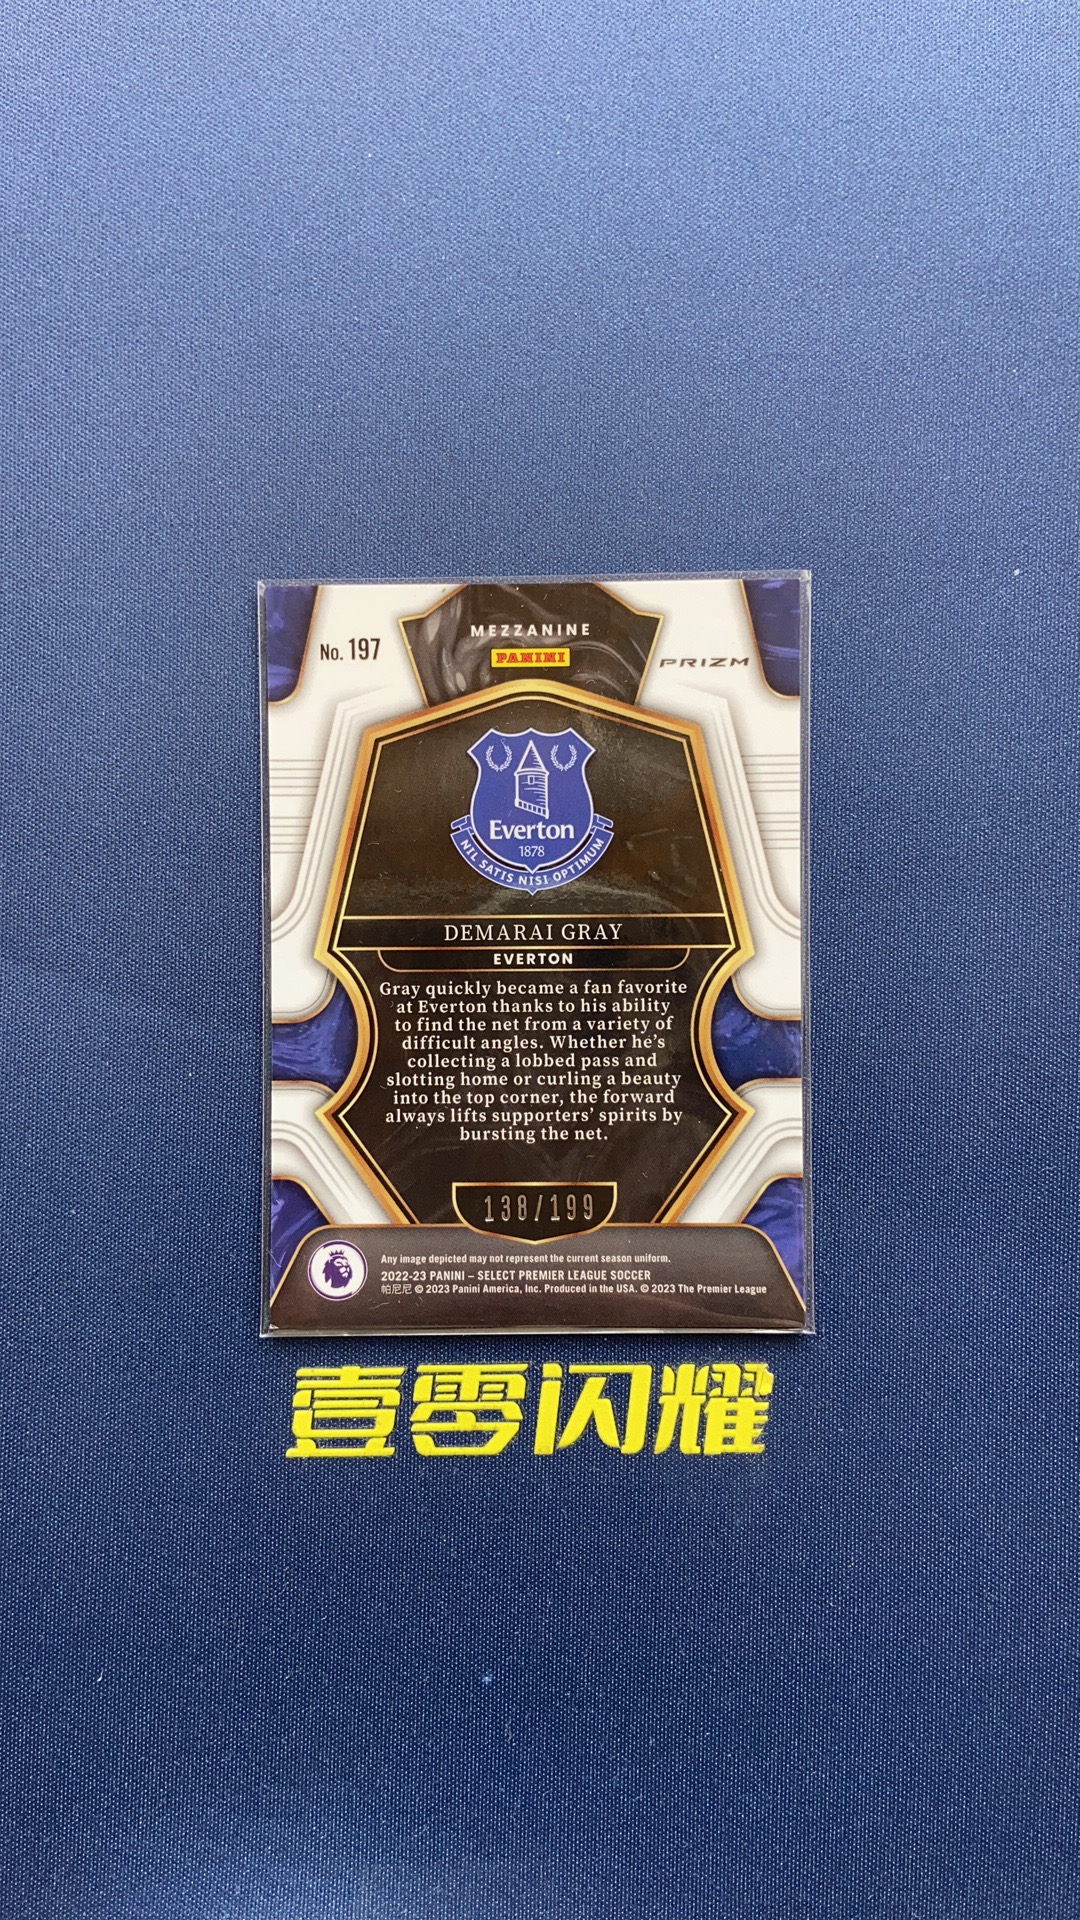 MEZZANINE
No. 197
PANINI
PRIZM
Everton
1878
NIL SATIS NISI OPTIMUM
DEMARAI GRAY
EVERTON
Gray quickly became a fan favorite
at Everton thanks to his ability
to find the net from a variety of
difficult angles. Whether he's
collecting a lobbed pass and
slotting home or curling a beauty
into the top corner, the forward
always lifts supporters' spirits by
bursting the net.
138/199
Any image depicted may not represent the current season uniform.
2022-23 PANINI – SELECT PREMIER LEAGUE SOCCER
帕尼尼 © 2023 Panini America, Inc. Produced in the USA. © 2023 The Premier League
壹零闪耀